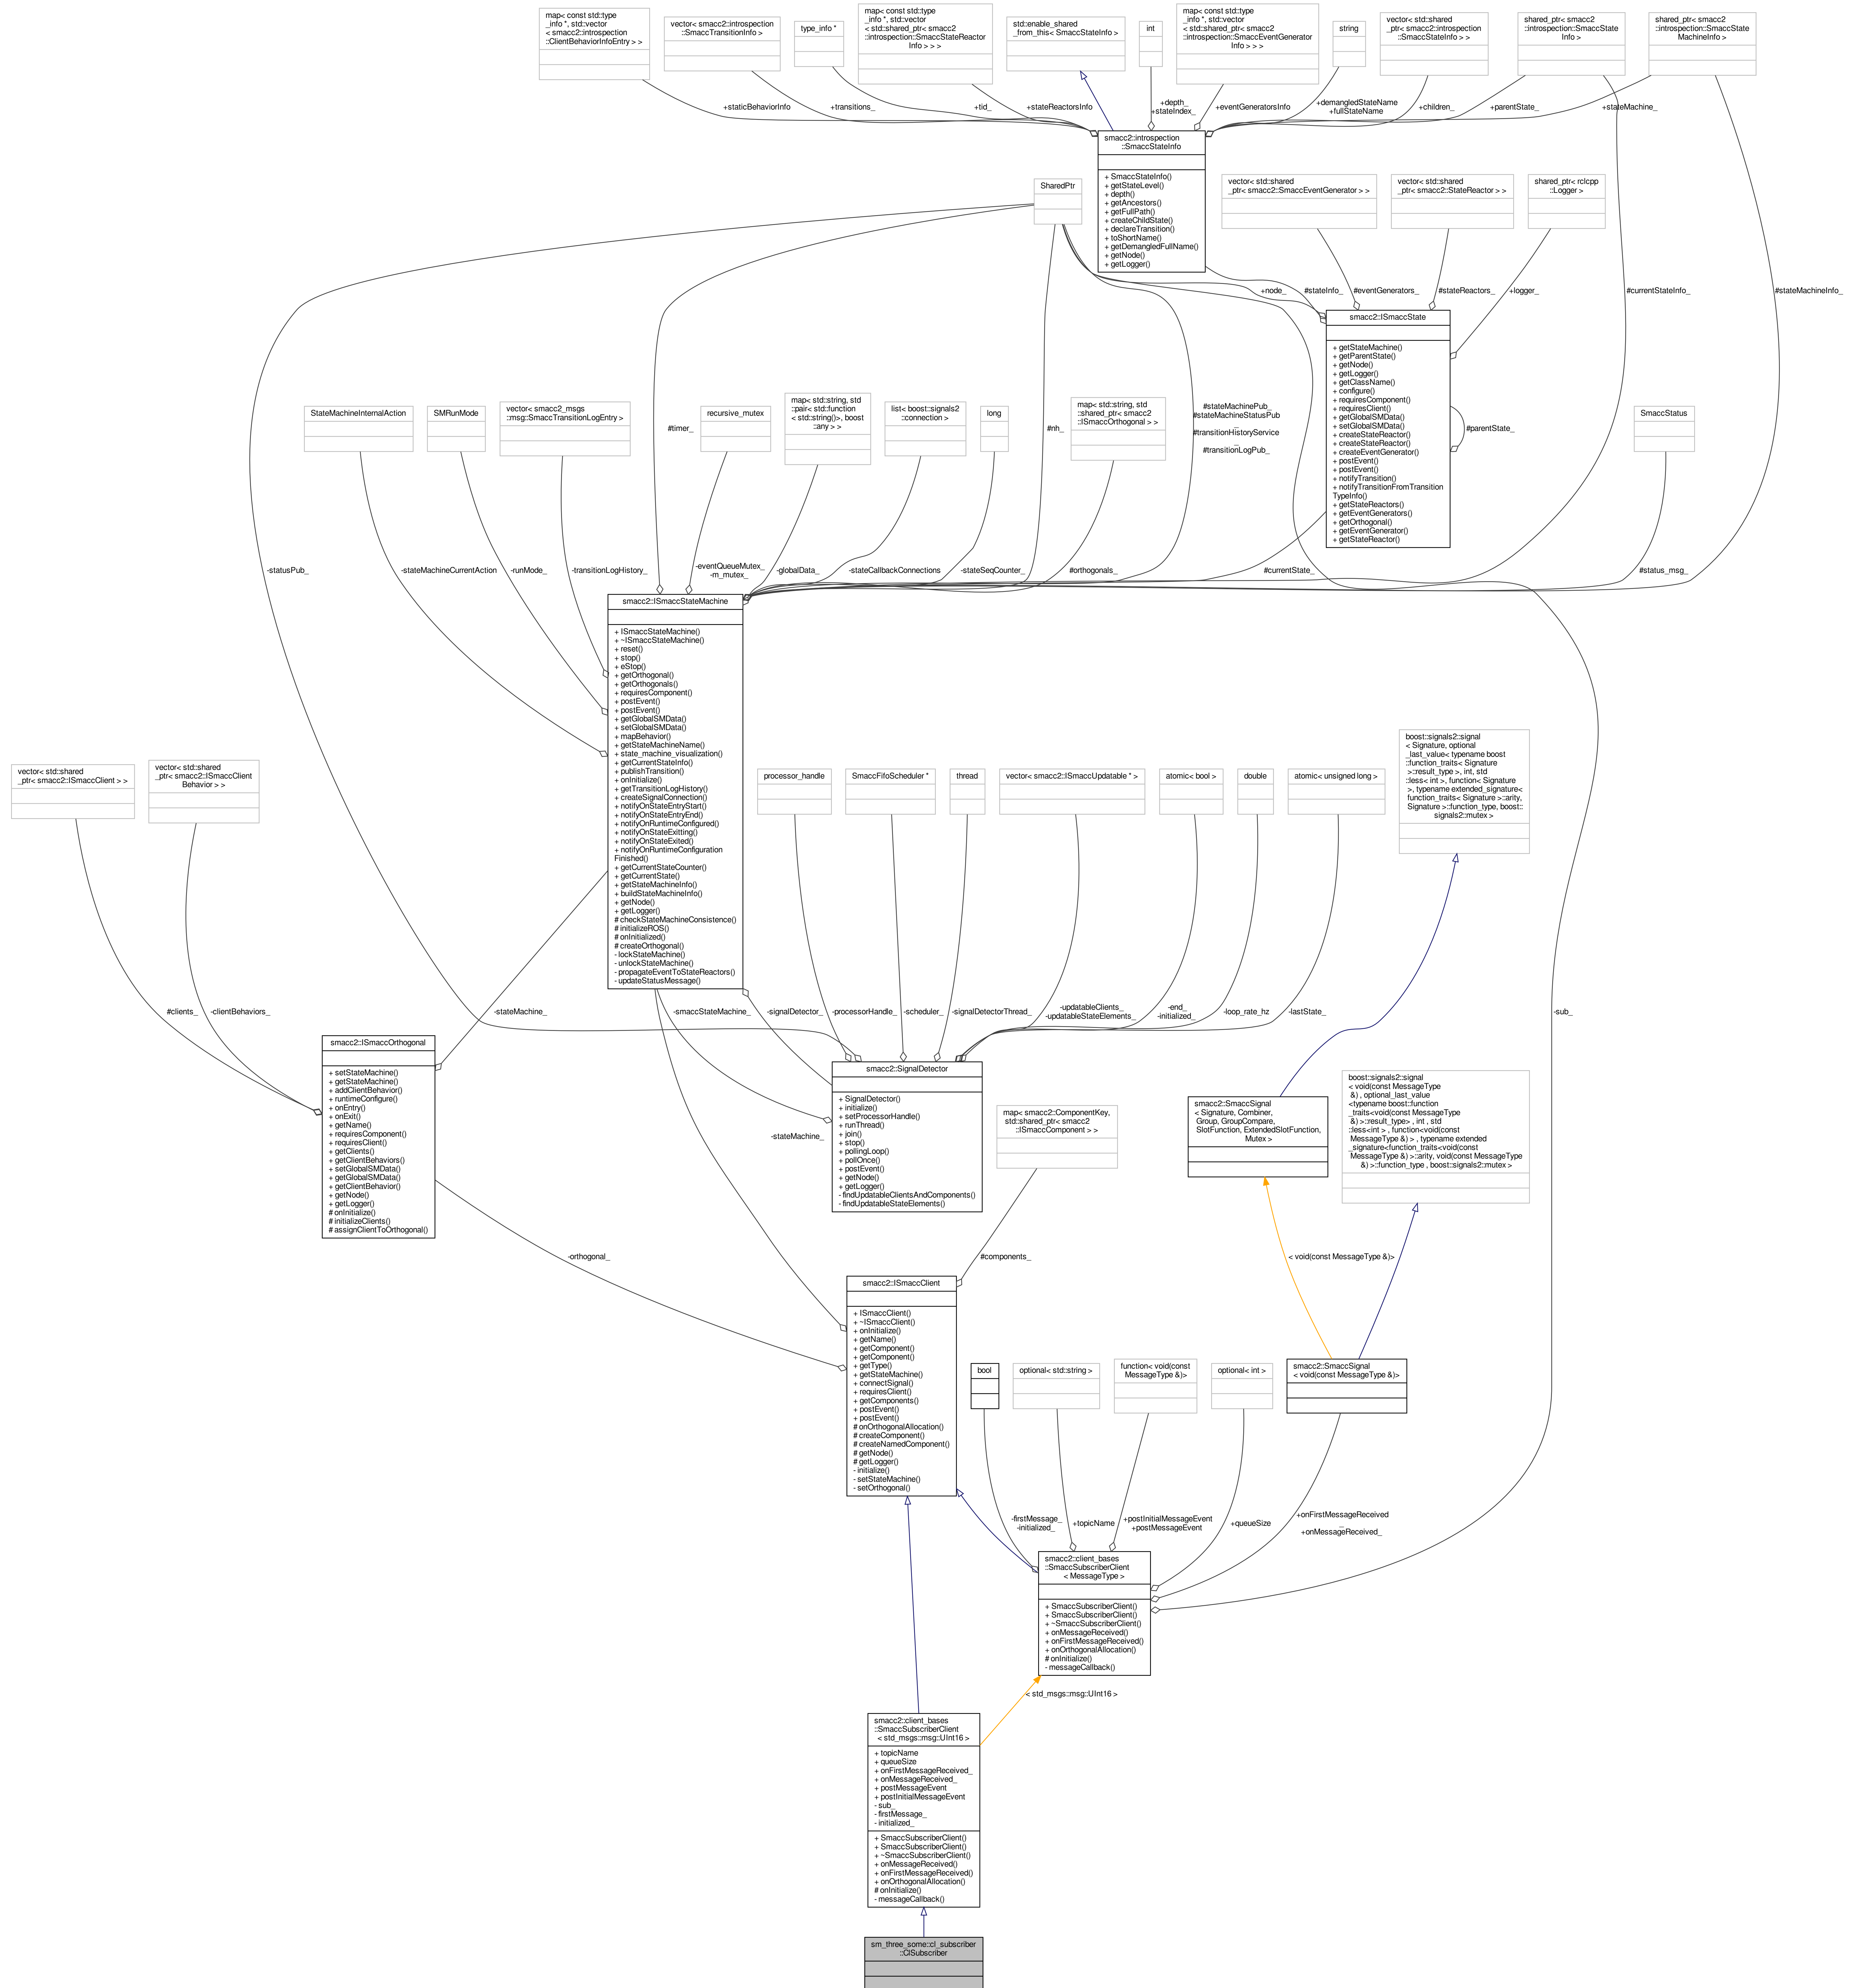 map< const std::type
_info *, std::vector
< smacc2::introspection
::ClientBehaviorInfoEntry > >
vector< smacc2::introspection
::SmaccTransitionInfo >
type_info *
map< const std::type
_info *, std::vector
< std::shared_ptr< smacc2
::introspection::SmaccStateReactor
Info > > >
std::enable_shared
_from_this< SmaccStateInfo >
int
map< const std::type
_info *, std::vector
< std::shared_ptr< smacc2
::introspection::SmaccEventGenerator
Info > > >
string
vector< std::shared
_ptr< smacc2::introspection
::SmaccStateInfo > >
shared_ptr< smacc2
::introspection::SmaccState
Info >
shared_ptr< smacc2
::introspection::SmaccState
MachineInfo >
+staticBehaviorInfo
+transitions_
+tid_
+stateReactorsInfo
+depth_
+stateIndex_
+eventGeneratorsInfo
+demangledStateName
+fullStateName
+children_
+parentState_
+stateMachine_
smacc2::introspection
::SmaccStateInfo
+ SmaccStateInfo()
+ getStateLevel()
+ depth()
+ getAncestors()
+ getFullPath()
+ createChildState()
+ declareTransition()
+ toShortName()
+ getDemangledFullName()
+ getNode()
+ getLogger()
SharedPtr
vector< std::shared
_ptr< smacc2::SmaccEventGenerator > >
vector< std::shared
_ptr< smacc2::StateReactor > >
shared_ptr< rclcpp
::Logger >
+node_
#stateInfo_
#eventGenerators_
#stateReactors_
+logger_
#currentStateInfo_
#stateMachineInfo_
smacc2::ISmaccState
+ getStateMachine()
+ getParentState()
+ getNode()
+ getLogger()
+ getClassName()
+ configure()
+ requiresComponent()
+ requiresClient()
+ getGlobalSMData()
+ setGlobalSMData()
+ createStateReactor()
+ createStateReactor()
+ createEventGenerator()
+ postEvent()
+ postEvent()
+ notifyTransition()
+ notifyTransitionFromTransition
TypeInfo()
+ getStateReactors()
+ getEventGenerators()
+ getOrthogonal()
+ getEventGenerator()
+ getStateReactor()
#parentState_
StateMachineInternalAction
SMRunMode
vector< smacc2_msgs
::msg::SmaccTransitionLogEntry >
#timer_
recursive_mutex
map< std::string, std
::pair< std::function
< std::string()>, boost
::any > >
list< boost::signals2
::connection >
long
#nh_
map< std::string, std
::shared_ptr< smacc2
::ISmaccOrthogonal > >
#stateMachinePub_
#stateMachineStatusPub
_
#transitionHistoryService
_
#transitionLogPub_
SmaccStatus
-statusPub_
-stateMachineCurrentAction
-runMode_
-transitionLogHistory_
-eventQueueMutex_
-m_mutex_
-globalData_
-stateCallbackConnections
-stateSeqCounter_
#orthogonals_
#currentState_
#status_msg_
smacc2::ISmaccStateMachine
+ ISmaccStateMachine()
+ ~ISmaccStateMachine()
+ reset()
+ stop()
+ eStop()
+ getOrthogonal()
+ getOrthogonals()
+ requiresComponent()
+ postEvent()
+ postEvent()
+ getGlobalSMData()
+ setGlobalSMData()
+ mapBehavior()
+ getStateMachineName()
+ state_machine_visualization()
+ getCurrentStateInfo()
+ publishTransition()
+ onInitialize()
+ getTransitionLogHistory()
+ createSignalConnection()
+ notifyOnStateEntryStart()
+ notifyOnStateEntryEnd()
+ notifyOnRuntimeConfigured()
+ notifyOnStateExitting()
+ notifyOnStateExited()
+ notifyOnRuntimeConfiguration
Finished()
+ getCurrentStateCounter()
+ getCurrentState()
+ getStateMachineInfo()
+ buildStateMachineInfo()
+ getNode()
+ getLogger()
# checkStateMachineConsistence()
# initializeROS()
# onInitialized()
# createOrthogonal()
- lockStateMachine()
- unlockStateMachine()
- propagateEventToStateReactors()
- updateStatusMessage()
vector< std::shared
_ptr< smacc2::ISmaccClient > >
vector< std::shared
_ptr< smacc2::ISmaccClient
Behavior > >
processor_handle
SmaccFifoScheduler *
thread
vector< smacc2::ISmaccUpdatable * >
atomic< bool >
double
atomic< unsigned long >
boost::signals2::signal
< Signature, optional
_last_value< typename boost
::function_traits< Signature
>::result_type >, int, std
::less< int >, function< Signature
>, typename extended_signature<
function_traits< Signature >::arity,
Signature >::function_type, boost::
signals2::mutex >
#clients_
-clientBehaviors_
-stateMachine_
-smaccStateMachine_
-signalDetector_
-processorHandle_
-scheduler_
-signalDetectorThread_
-updatableClients_
-updatableStateElements_
-end_
-initialized_
-loop_rate_hz
-lastState_
-sub_
smacc2::ISmaccOrthogonal
+ setStateMachine()
+ getStateMachine()
+ addClientBehavior()
+ runtimeConfigure()
+ onEntry()
+ onExit()
+ getName()
+ requiresComponent()
+ requiresClient()
+ getClients()
+ getClientBehaviors()
+ setGlobalSMData()
+ getGlobalSMData()
+ getClientBehavior()
+ getNode()
+ getLogger()
# onInitialize()
# initializeClients()
# assignClientToOrthogonal()
smacc2::SignalDetector
+ SignalDetector()
+ initialize()
+ setProcessorHandle()
+ runThread()
+ join()
+ stop()
+ pollingLoop()
+ pollOnce()
+ postEvent()
+ getNode()
+ getLogger()
- findUpdatableClientsAndComponents()
- findUpdatableStateElements()
-stateMachine_
map< smacc2::ComponentKey,
std::shared_ptr< smacc2
::ISmaccComponent > >
smacc2::SmaccSignal
< Signature, Combiner,
Group, GroupCompare,
SlotFunction, ExtendedSlotFunction,
Mutex >
boost::signals2::signal
< void(const MessageType
&) , optional_last_value
<typename boost::function
_traits<void(const MessageType
&) >::result_type> , int , std
::less<int > , function<void(const
MessageType &) > , typename extended
_signature<function_traits<void(const
MessageType &) >::arity, void(const MessageType
&) >::function_type , boost::signals2::mutex >
-orthogonal_
#components_
< void(const MessageType &)>
smacc2::ISmaccClient
+ ISmaccClient()
+ ~ISmaccClient()
+ onInitialize()
+ getName()
+ getComponent()
+ getComponent()
+ getType()
+ getStateMachine()
+ connectSignal()
+ requiresClient()
+ getComponents()
+ postEvent()
+ postEvent()
# onOrthogonalAllocation()
# createComponent()
# createNamedComponent()
# getNode()
# getLogger()
- initialize()
- setStateMachine()
- setOrthogonal()
bool
optional< std::string >
function< void(const
MessageType &)>
optional< int >
smacc2::SmaccSignal
< void(const MessageType &)>
-firstMessage_
-initialized_
+topicName
+postInitialMessageEvent
+postMessageEvent
+queueSize
+onFirstMessageReceived
_
+onMessageReceived_
smacc2::client_bases
::SmaccSubscriberClient
< MessageType >
+ SmaccSubscriberClient()
+ SmaccSubscriberClient()
+ ~SmaccSubscriberClient()
+ onMessageReceived()
+ onFirstMessageReceived()
+ onOrthogonalAllocation()
# onInitialize()
- messageCallback()
< std_msgs::msg::UInt16 >
smacc2::client_bases
::SmaccSubscriberClient
< std_msgs::msg::UInt16 >
+ topicName
+ queueSize
+ onFirstMessageReceived_
+ onMessageReceived_
+ postMessageEvent
+ postInitialMessageEvent
- sub_
- firstMessage_
- initialized_
+ SmaccSubscriberClient()
+ SmaccSubscriberClient()
+ ~SmaccSubscriberClient()
+ onMessageReceived()
+ onFirstMessageReceived()
+ onOrthogonalAllocation()
# onInitialize()
- messageCallback()
sm_three_some::cl_subscriber
::ClSubscriber